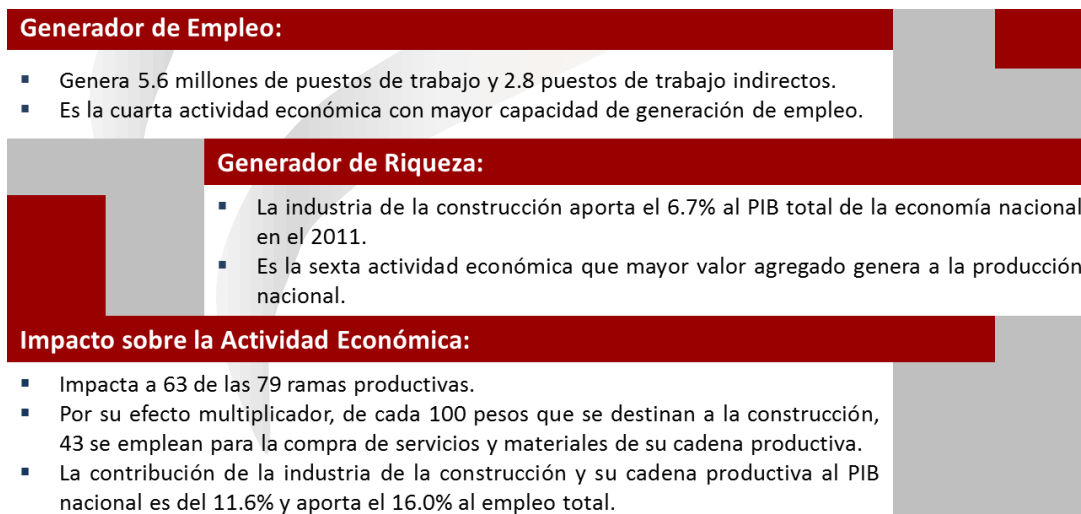 Generador de Empleo:
▪ Genera 5.6 millones de puestos de trabajo y 2.8 puestos de trabajo indirectos.
▪ Es la cuarta actividad económica con mayor capacidad de generación de empleo.
Generador de Riqueza:
▪ La industria de la construcción aporta el 6.7% al PIB total de la economía nacional
en el 2011.
▪ Es la sexta actividad económica que mayor valor agregado genera a la producción
nacional.
Impacto sobre la Actividad Económica:
▪ Impacta a 63 de las 79 ramas productivas.
▪ Por su efecto multiplicador, de cada 100 pesos que se destinan a la construcción,
43 se emplean para la compra de servicios y materiales de su cadena productiva.
▪ La contribución de la industria de la construcción y su cadena productiva al PIB
nacional es del 11.6% y aporta el 16.0% al empleo total.